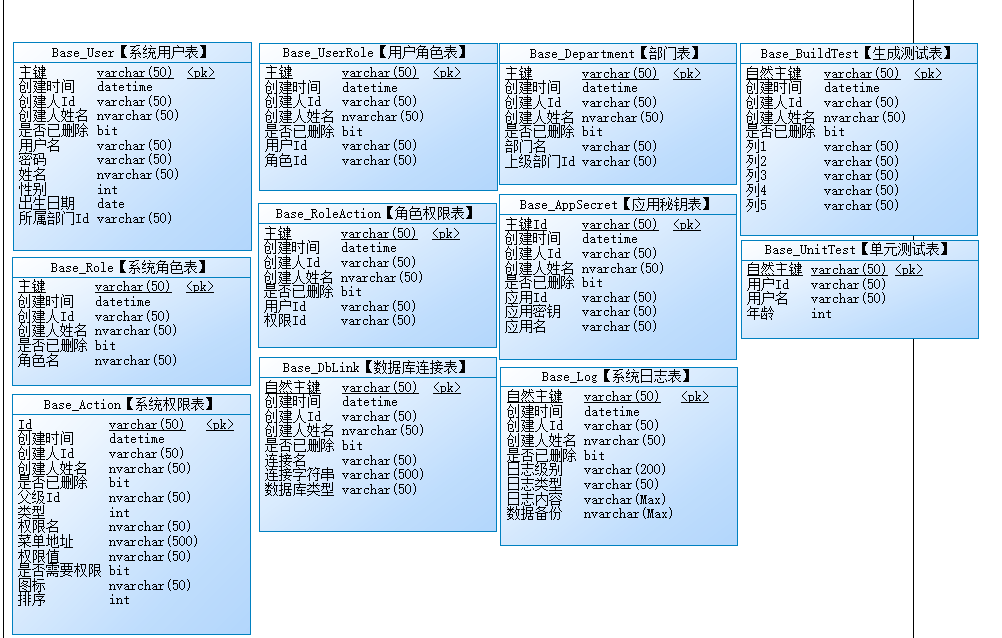 Base_User【系统用户表】
主键 varchar(50) <pk>
创建时间 datetime
创建人Id varchar(50)
创建人姓名 nvarchar(50)
是否已删除 bit
用户名 varchar(50)
密码 varchar(50)
姓名 nvarchar(50)
性别 int
出生日期 date
所属部门Id varchar(50)
Base_Role【系统角色表】
主键 varchar(50) <pk>
创建时间 datetime
创建人Id varchar(50)
创建人姓名 nvarchar(50)
是否已删除 bit
角色名 nvarchar(50)
Base_Action【系统权限表】
Id varchar(50) <pk>
创建时间 datetime
创建人Id varchar(50)
创建人姓名 nvarchar(50)
是否已删除 bit
父级Id nvarchar(50)
类型 int
权限名 nvarchar(50)
菜单地址 nvarchar(500)
权限值 nvarchar(50)
是否需要权限 bit
图标 nvarchar(50)
排序 int
Base_UserRole【用户角色表】
主键 varchar(50) <pk>
创建时间 datetime
创建人Id varchar(50)
创建人姓名 nvarchar(50)
是否已删除 bit
用户Id varchar(50)
角色Id varchar(50)
Base_RoleAction【角色权限表】
主键 varchar(50) <pk>
创建时间 datetime
创建人Id varchar(50)
创建人姓名 nvarchar(50)
是否已删除 bit
用户Id varchar(50)
权限Id varchar(50)
Base_DbLink【数据库连接表】
自然主键 varchar(50) <pk>
创建时间 datetime
创建人Id varchar(50)
创建人姓名 nvarchar(50)
是否已删除 bit
连接名 varchar(50)
连接字符串 varchar(500)
数据库类型 varchar(50)
Base_Department【部门表】
主键 varchar(50) <pk>
创建时间 datetime
创建人Id varchar(50)
创建人姓名 nvarchar(50)
是否已删除 bit
部门名 varchar(50)
上级部门Id varchar(50)
Base_AppSecret【应用秘钥表】
主键Id varchar(50) <pk>
创建时间 datetime
创建人Id varchar(50)
创建人姓名 nvarchar(50)
是否已删除 bit
应用Id varchar(50)
应用密钥 varchar(50)
应用名 varchar(50)
Base_Log【系统日志表】
自然主键 varchar(50) <pk>
创建时间 datetime
创建人Id varchar(50)
创建人姓名 nvarchar(50)
是否已删除 bit
日志级别 varchar(200)
日志类型 varchar(50)
日志内容 varchar(Max)
数据备份 nvarchar(Max)
Base_BuildTest【生成测试表】
自然主键 varchar(50) <pk>
创建时间 datetime
创建人Id varchar(50)
创建人姓名 nvarchar(50)
是否已删除 bit
列1 varchar(50)
列2 varchar(50)
列3 varchar(50)
列4 varchar(50)
列5 varchar(50)
Base_UnitTest【单元测试表】
自然主键 varchar(50) <pk>
用户Id varchar(50)
用户名 varchar(50)
年龄 int